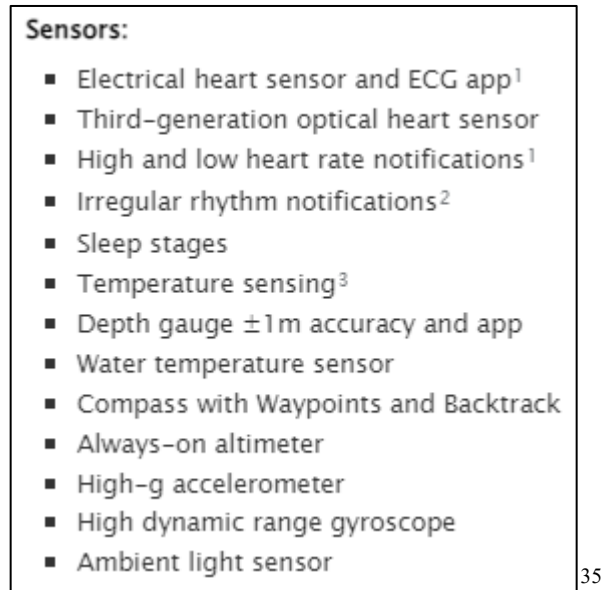 Sensors:
▪ Electrical heart sensor and ECG app¹
▪ Third-generation optical heart sensor
▪ High and low heart rate notifications¹
▪ Irregular rhythm notifications²
▪ Sleep stages
▪ Temperature sensing³
▪ Depth gauge ±1m accuracy and app
▪ Water temperature sensor
▪ Compass with Waypoints and Backtrack
▪ Always-on altimeter
▪ High-g accelerometer
▪ High dynamic range gyroscope
▪ Ambient light sensor
35